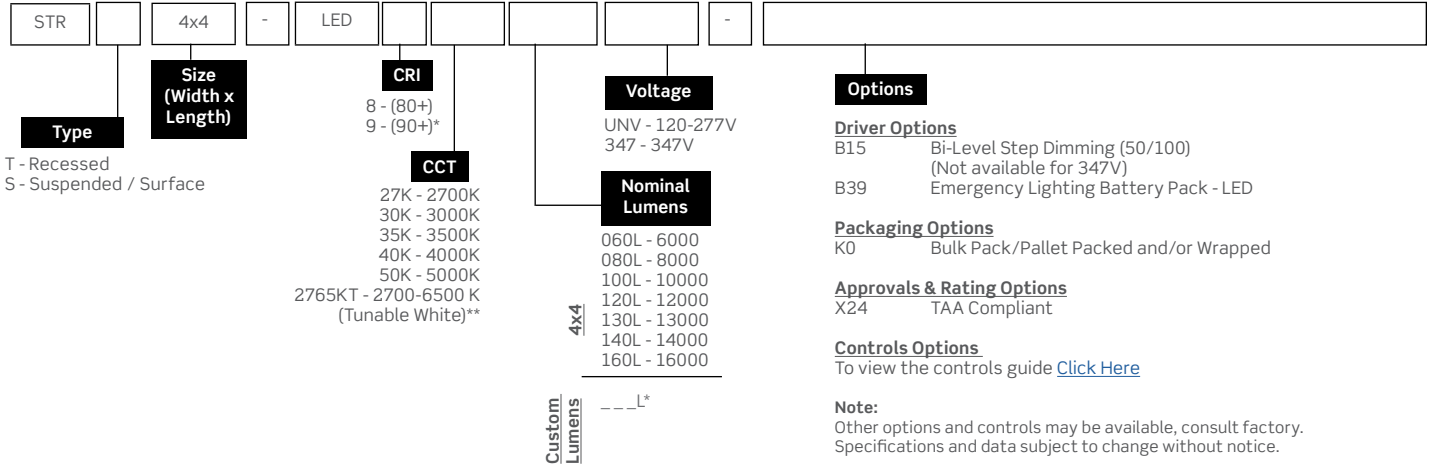 STR 4x4 - LED -
Type
T - Recessed
S - Suspended / Surface
Size
(Width x
Length)
CRI
8 - (80+)
9 - (90+)*
CCT
27K - 2700K
30K - 3000K
35K - 3500K
40K - 4000K
50K - 5000K
2765KT - 2700-6500 K
(Tunable White)**
Voltage
UNV - 120-277V
347 - 347V
Nominal
Lumens
4x4
060L - 6000
080L - 8000
100L - 10000
120L - 12000
130L - 13000
140L - 14000
160L - 16000
Custom
Lumens
_ _ _L*
Options
Driver Options
B15 Bi-Level Step Dimming (50/100)
(Not available for 347V)
B39 Emergency Lighting Battery Pack - LED
Packaging Options
K0 Bulk Pack/Pallet Packed and/or Wrapped
Approvals & Rating Options
X24 TAA Compliant
Controls Options
To view the controls guide Click Here
Note:
Other options and controls may be available, consult factory.
Specifications and data subject to change without notice.